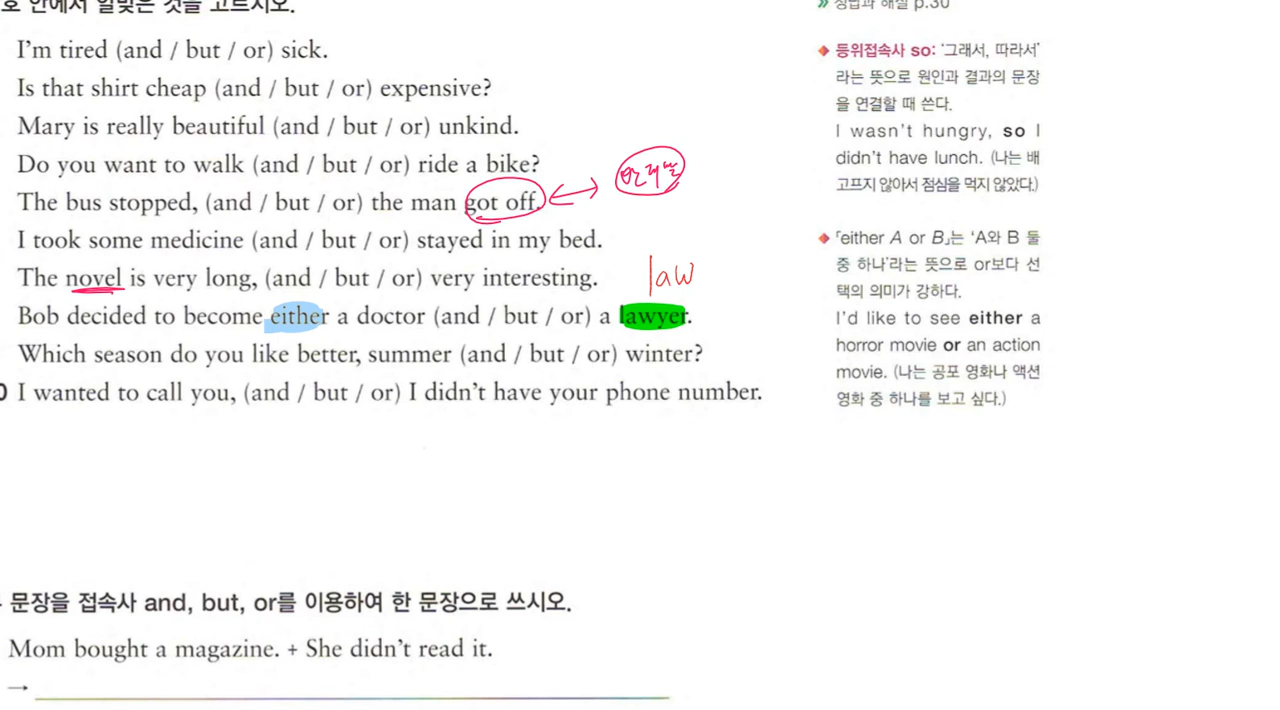 호 안에서 알맞은 것을 고르시오.
I'm tired (and / but / or) sick.
Is that shirt cheap (and / but / or) expensive?
Mary is really beautiful (and / but / or) unkind.
Do you want to walk (and / but / or) ride a bike?
The bus stopped, (and / but / or) the man got off.
I took some medicine (and / but / or) stayed in my bed.
The novel is very long, (and / but / or) very interesting.
law
Bob decided to become either a doctor (and / but / or) a lawyer.
Which season do you like better, summer (and / but / or) winter?
0 I wanted to call you, (and / but / or) I didn't have your phone number.
문장을 접속사 and, but, or를 이용하여 한 문장으로 쓰시오.
Mom bought a magazine. + She didn't read it.
→
» 정답과 해설 p.30
◆ 등위접속사 so: '그래서, 따라서'
라는 뜻으로 원인과 결과의 문장
을 연결할 때 쓴다.
I wasn't hungry, so I
didn't have lunch. (나는 배
고프지 않아서 점심을 먹지 않았다.)
◆ 「either A or B」는 'A와 B 둘
중 하나'라는 뜻으로 or보다 선
택의 의미가 강하다.
I'd like to see either a
horror movie or an action
movie. (나는 공포 영화나 액션
영화 중 하나를 보고 싶다.)